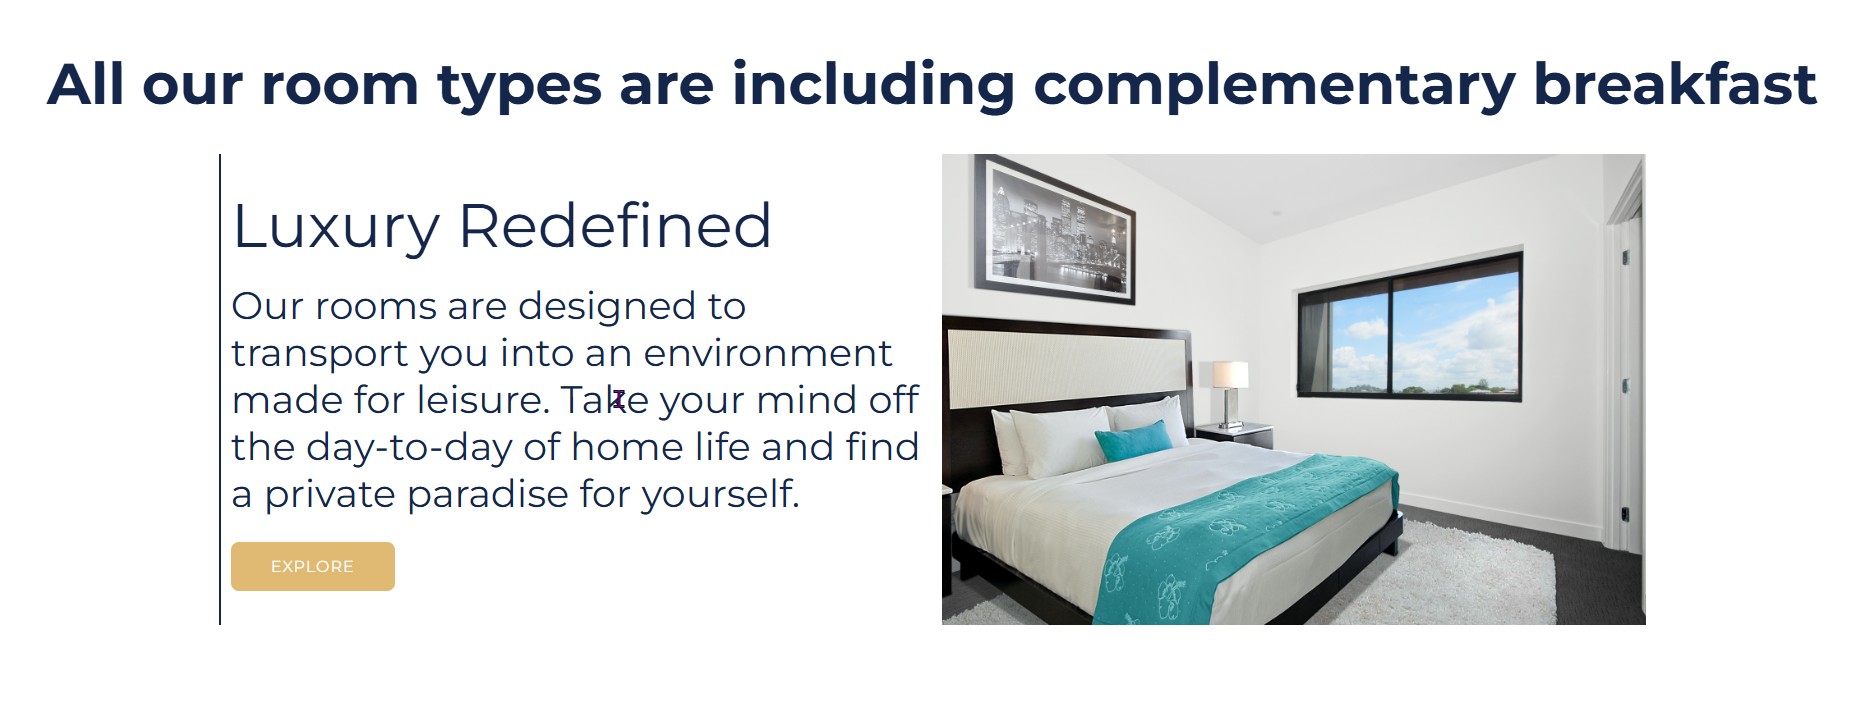 All our room types are including complementary breakfast
Luxury Redefined
Our rooms are designed to
transport you into an environment
made for leisure. Take your mind off
the day-to-day of home life and find
a private paradise for yourself.
EXPLORE